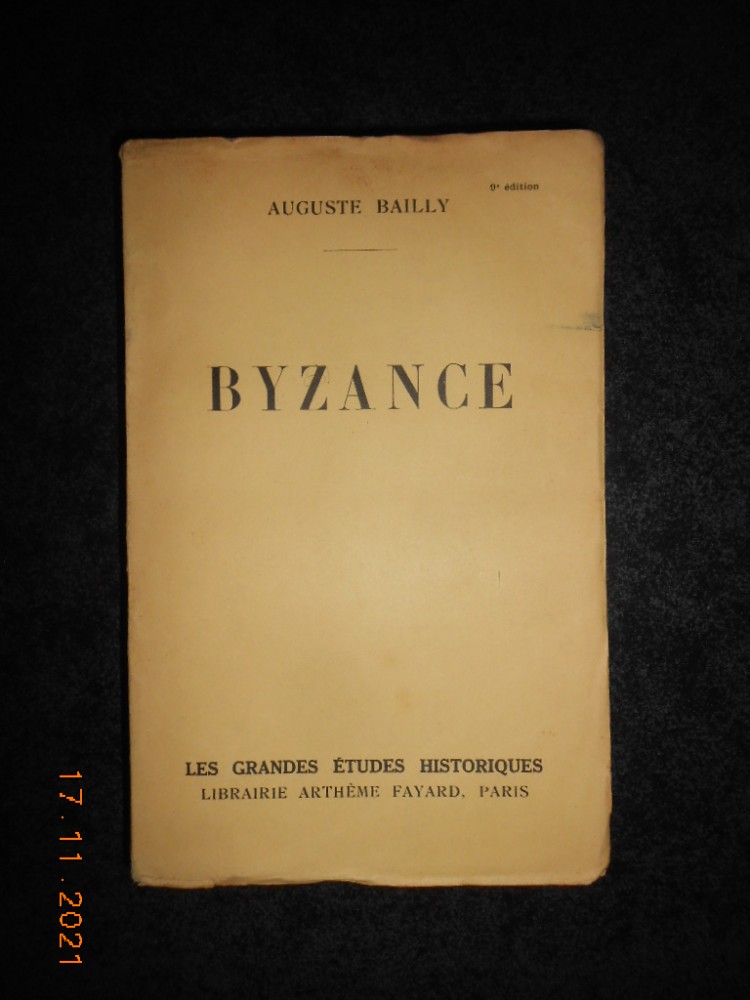 9e édition
AUGUSTE BAILLY
BYZANCE
LES GRANDES ÉTUDES HISTORIQUES
LIBRAIRIE ARTHÈME FAYARD, PARIS
17.11.2021